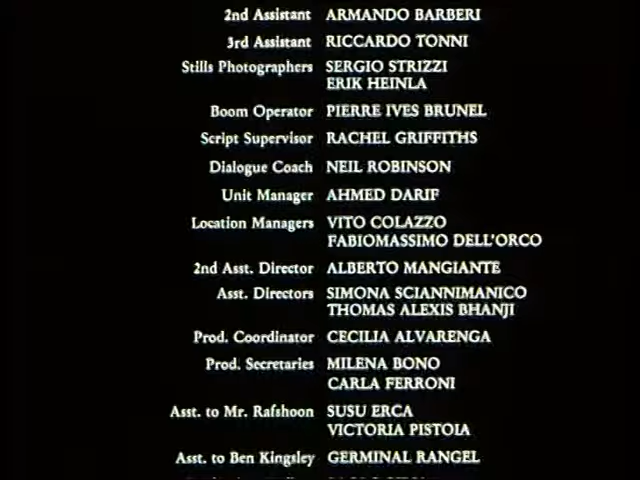 2nd Assistant ARMANDO BARBERI
3rd Assistant RICCARDO TONNI
Stills Photographers SERGIO STRIZZI
ERIK HEINLA
Boom Operator PIERRE IVES BRUNEL
Script Supervisor RACHEL GRIFFITHS
Dialogue Coach NEIL ROBINSON
Unit Manager AHMED DARIF
Location Managers VITO COLAZZO
FABIOMASSIMO DELL'ORCO
2nd Asst. Director ALBERTO MANGIANTE
Asst. Directors SIMONA SCIANNIMANICO
THOMAS ALEXIS BHANJI
Prod. Coordinator CECILIA ALVARENGA
Prod. Secretaries MILENA BONO
CARLA FERRONI
Asst. to Mr. Rafshoon SUSU ERCA
VICTORIA PISTOIA
Asst. to Ben Kingsley GERMINAL RANGEL